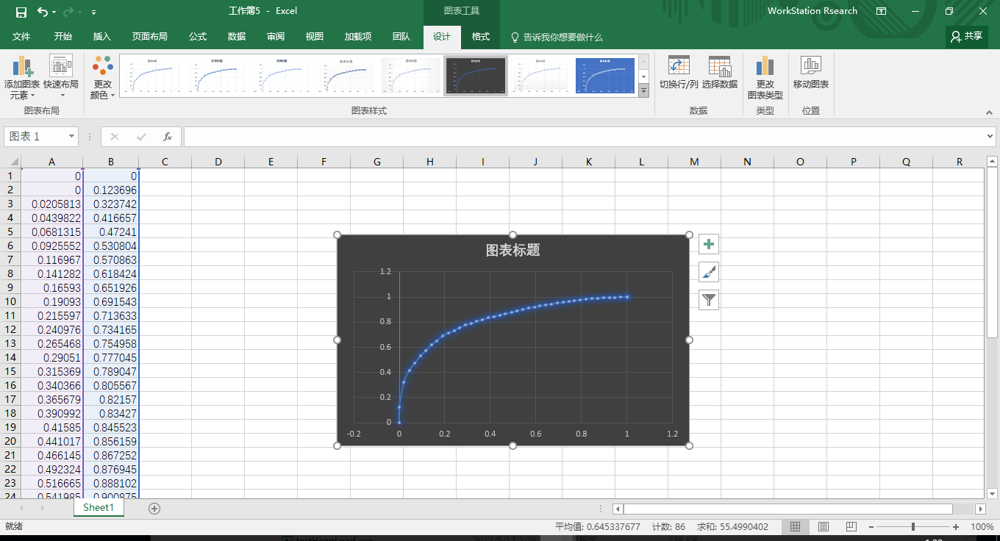 工作簿5 - Excel
图表工具
WorkStation Rsearch
文件 开始 插入 页面布局 公式 数据 审阅 视图 加载项 团队 设计 格式 告诉我你想要做什么 共享
添加图表元素
快速布局
图表布局
更改颜色
图表样式
切换行/列 选择数据
数据
更改图表类型
类型
移动图表
位置
图表 1
fx
A B C D E F G H I J K L M N O P Q R
1 0 0
2 0 0.123696
3 0.0205813 0.323742
4 0.0439822 0.416657
5 0.0681315 0.47241
6 0.0925552 0.530804
7 0.116967 0.570863
8 0.141282 0.618424
9 0.16593 0.651926
10 0.19093 0.691543
11 0.215597 0.713633
12 0.240976 0.734165
13 0.265468 0.754958
14 0.29051 0.777045
15 0.315369 0.789047
16 0.340366 0.805567
17 0.365679 0.82157
18 0.390992 0.83427
19 0.41585 0.845523
20 0.441017 0.856159
21 0.466145 0.867252
22 0.492324 0.876945
23 0.516665 0.888102
24 0.541985 0.900875
图表标题
1.2
1
0.8
0.6
0.4
0.2
0
-0.2 0 0.2 0.4 0.6 0.8 1 1.2
Sheet1
就绪
平均值: 0.645337677 计数: 86 求和: 55.4990402
100%